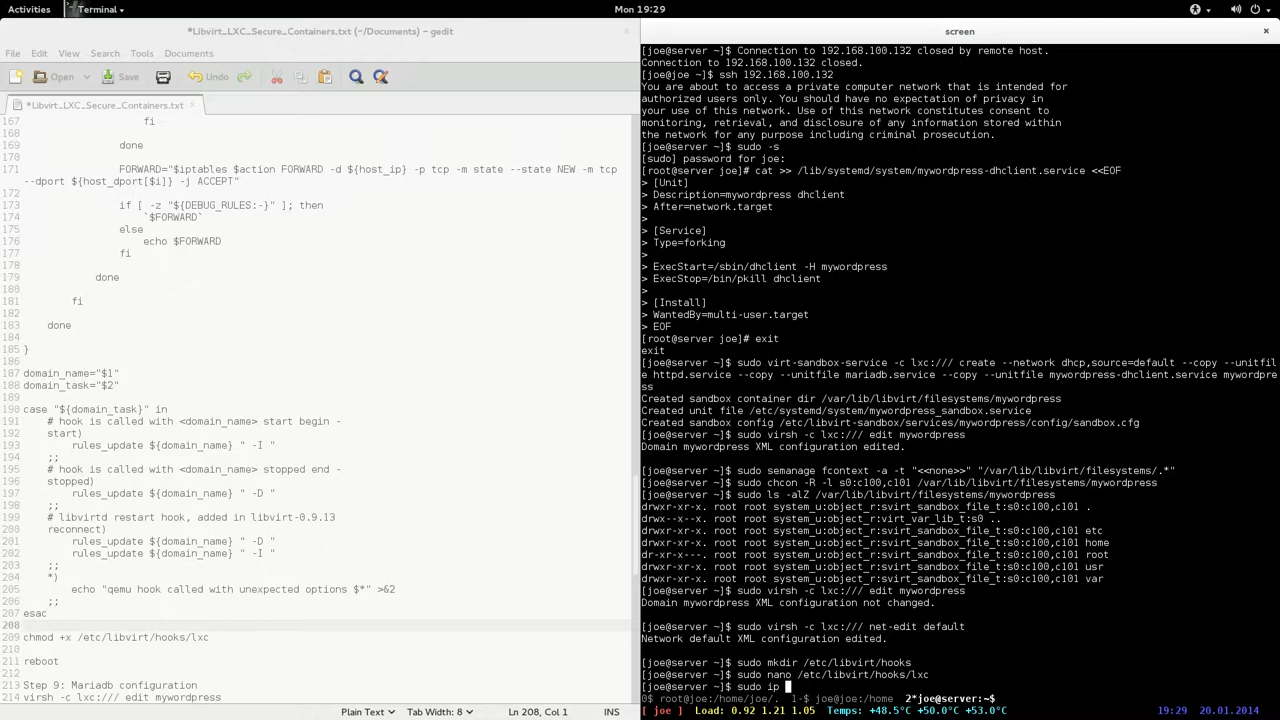 Activities
Terminal
Mon 19:29
*Libvirt_LXC_Secure_Containers.txt (~/Documents) - gedit
File Edit View Search Tools Documents
Open Save Undo
*Libvirt_LXC_Secure_Containers.txt
fi
168
169 done
170
171 FORWARD="$iptables $action FORWARD -d ${host_ip} -p tcp -m state --state NEW -m tcp
--dport ${host_dport[$i]} -j ACCEPT"
172
173 if [ -z "${DEBUG_RULES:-}" ]; then
174 `$FORWARD`
175 else
176 echo $FORWARD
177 fi
178
179 done
180
181 fi
182
183 done
184
185 }
186
187 domain_name="$1"
188 domain_task="$2"
189
190 case "${domain_task}" in
191 # hook is called with <domain_name> start begin -
192 start)
193 rules_update ${domain_name} " -I "
194 ;;
195 # hook is called with <domain_name> stopped end -
196 stopped)
197 rules_update ${domain_name} " -D "
198 ;;
199 # libvirtd restart hook, added in libvirt-0.9.13
200 reconnect)
201 rules_update ${domain_name} " -D "
202 rules_update ${domain_name} " -I "
203 ;;
204 *)
205 echo "qemu hook called with unexpected options $*" >&2
206 ;;
207 esac
208
209 chmod +x /etc/libvirt/hooks/lxc
210
211 reboot
212
213 Step 9: Mariadb configuration
214 virsh -c lxc:/// edit mywordpress
Plain Text Tab Width: 8 Ln 208, Col 1 INS
screen
[joe@server ~]$ Connection to 192.168.100.132 closed by remote host.
Connection to 192.168.100.132 closed.
[joe@joe ~]$ ssh 192.168.100.132
You are about to access a private computer network that is intended for
authorized users only. You should have no expectation of privacy in
your use of this network. Use of this network constitutes consent to
monitoring, retrieval, and disclosure of any information stored within
the network for any purpose including criminal prosecution.
[joe@server ~]$ sudo -s
[sudo] password for joe:
[root@server joe]# cat >> /lib/systemd/system/mywordpress-dhclient.service <<EOF
> [Unit]
> Description=mywordpress dhclient
> After=network.target
>
> [Service]
> Type=forking
>
> ExecStart=/sbin/dhclient -H mywordpress
> ExecStop=/bin/pkill dhclient
>
> [Install]
> WantedBy=multi-user.target
> EOF
[root@server joe]# exit
exit
[joe@server ~]$ sudo virt-sandbox-service -c lxc:/// create --network dhcp,source=default --copy --unitfil
e httpd.service --copy --unitfile mariadb.service --copy --unitfile mywordpress-dhclient.service mywordpre
ss
Created sandbox container dir /var/lib/libvirt/filesystems/mywordpress
Created unit file /etc/systemd/system/mywordpress_sandbox.service
Created sandbox config /etc/libvirt-sandbox/services/mywordpress/config/sandbox.cfg
[joe@server ~]$ sudo virsh -c lxc:/// edit mywordpress
Domain mywordpress XML configuration edited.

[joe@server ~]$ sudo semanage fcontext -a -t "<<none>>" "/var/lib/libvirt/filesystems/.*"
[joe@server ~]$ sudo chcon -R -l s0:c100,c101 /var/lib/libvirt/filesystems/mywordpress
[joe@server ~]$ sudo ls -alZ /var/lib/libvirt/filesystems/mywordpress
drwxr-xr-x. root root system_u:object_r:svirt_sandbox_file_t:s0:c100,c101 .
drwx--x--x. root root system_u:object_r:virt_var_lib_t:s0 ..
drwxr-xr-x. root root system_u:object_r:svirt_sandbox_file_t:s0:c100,c101 etc
drwxr-xr-x. root root system_u:object_r:svirt_sandbox_file_t:s0:c100,c101 home
dr-xr-x---. root root system_u:object_r:svirt_sandbox_file_t:s0:c100,c101 root
drwxr-xr-x. root root system_u:object_r:svirt_sandbox_file_t:s0:c100,c101 usr
drwxr-xr-x. root root system_u:object_r:svirt_sandbox_file_t:s0:c100,c101 var
[joe@server ~]$ sudo virsh -c lxc:/// edit mywordpress
Domain mywordpress XML configuration not changed.

[joe@server ~]$ sudo virsh -c lxc:/// net-edit default
Network default XML configuration edited.

[joe@server ~]$ sudo mkdir /etc/libvirt/hooks
[joe@server ~]$ sudo nano /etc/libvirt/hooks/lxc
[joe@server ~]$ sudo ip
0$ root@joe:/home/joe/. 1-$ joe@joe:/home 2*joe@server:~$
[ joe ] Load: 0.92 1.21 1.05 Temps: +48.5°C +50.0°C +53.0°C 19:29 20.01.2014